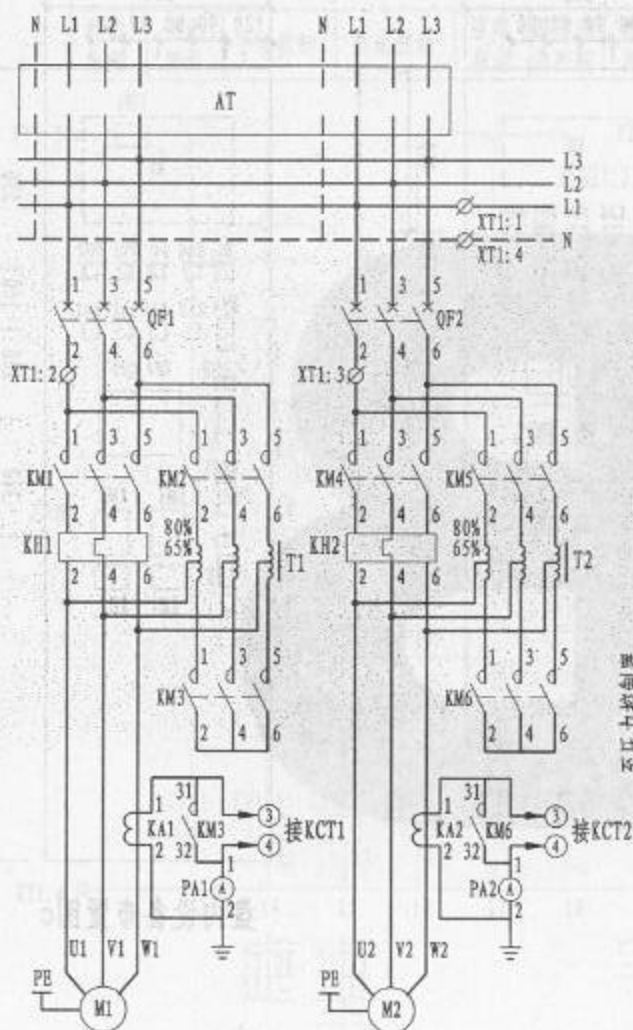 N L1 L2 L3 N L1 L2 L3
AT
L3
L2
L1
XT1:1
N
XT1:4
1 3 5 1 3 5
QF1 QF2
2 4 6 2 4 6
XT1:2 XT1:3
1 3 5 1 3 5 1 3 5 1 3 5
KM1 KM2 KM4 KM5
2 4 6 2 4 6 2 4 6 2 4 6
80% 80%
KH1 65% T1 KH2 65% T2
2 4 6 2 4 6
1 3 5 1 3 5
KM3 KM6
2 4 6 2 4 6
1 31 3 1 31 3
KA1 KM3 接KCT1 KA2 KM6 接KCT2
2 32 4 2 32 4
1 1
PA1 A PA2 A
2 2
U1 V1 W1 U2 V2 W2
PE PE
M1 M2